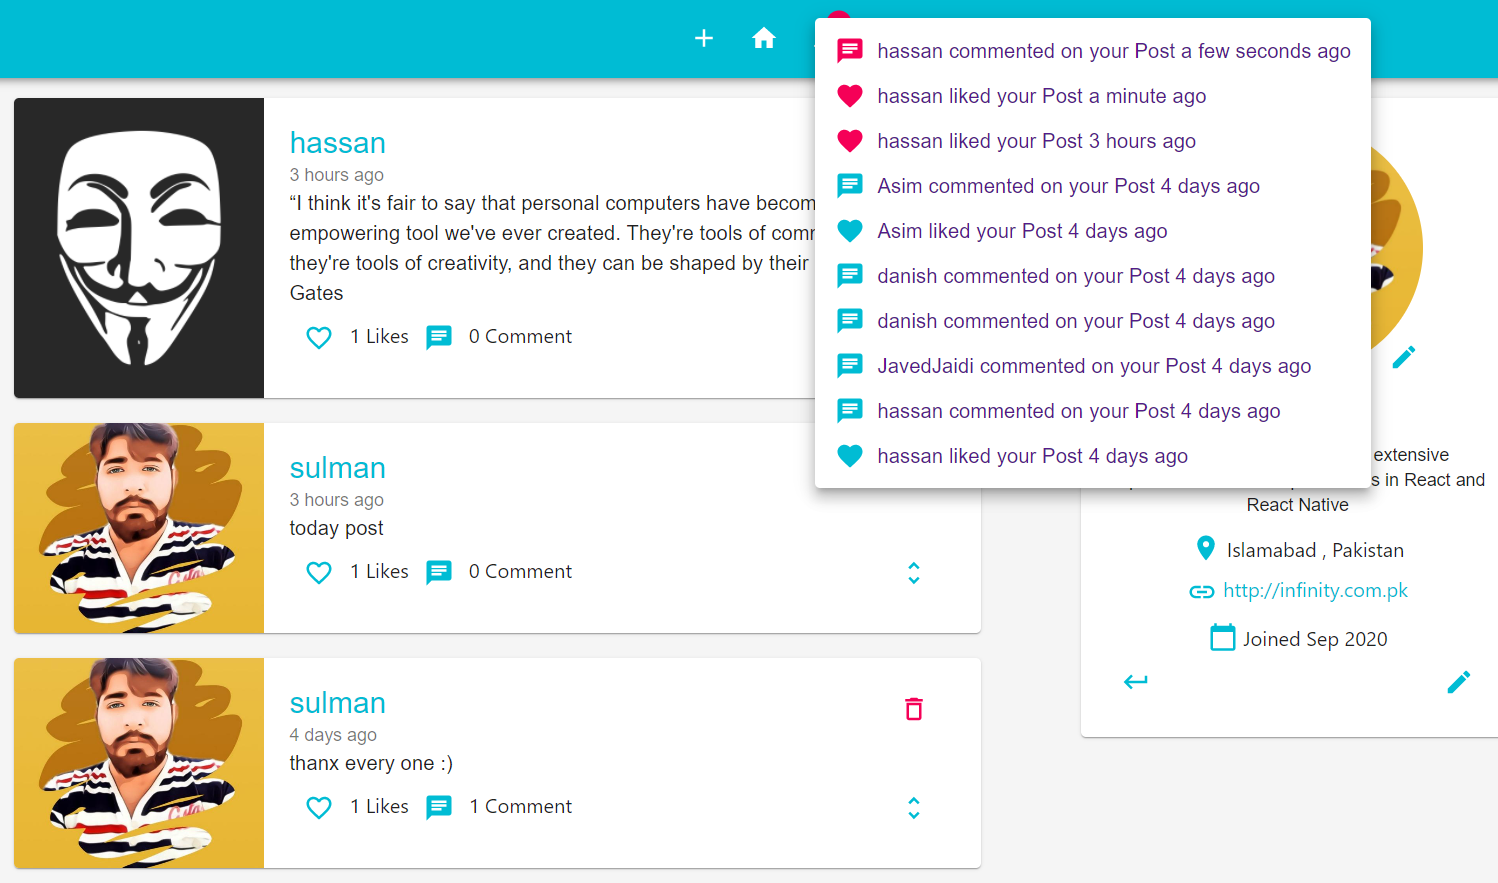 hassan commented on your Post a few seconds ago
hassan liked your Post a minute ago
hassan liked your Post 3 hours ago
Asim commented on your Post 4 days ago
Asim liked your Post 4 days ago
danish commented on your Post 4 days ago
danish commented on your Post 4 days ago
JavedJaidi commented on your Post 4 days ago
hassan commented on your Post 4 days ago
hassan liked your Post 4 days ago
hassan
3 hours ago
“I think it's fair to say that personal computers have
empowering tool we've ever created. They're tools of
they're tools of creativity, and they can be shaped by their
Gates
1 Likes 0 Comment
sulman
3 hours ago
today post
1 Likes 0 Comment
sulman
4 days ago
thanx every one :)
1 Likes 1 Comment
extensive
s in React and
React Native
Islamabad , Pakistan
http://infinity.com.pk
Joined Sep 2020